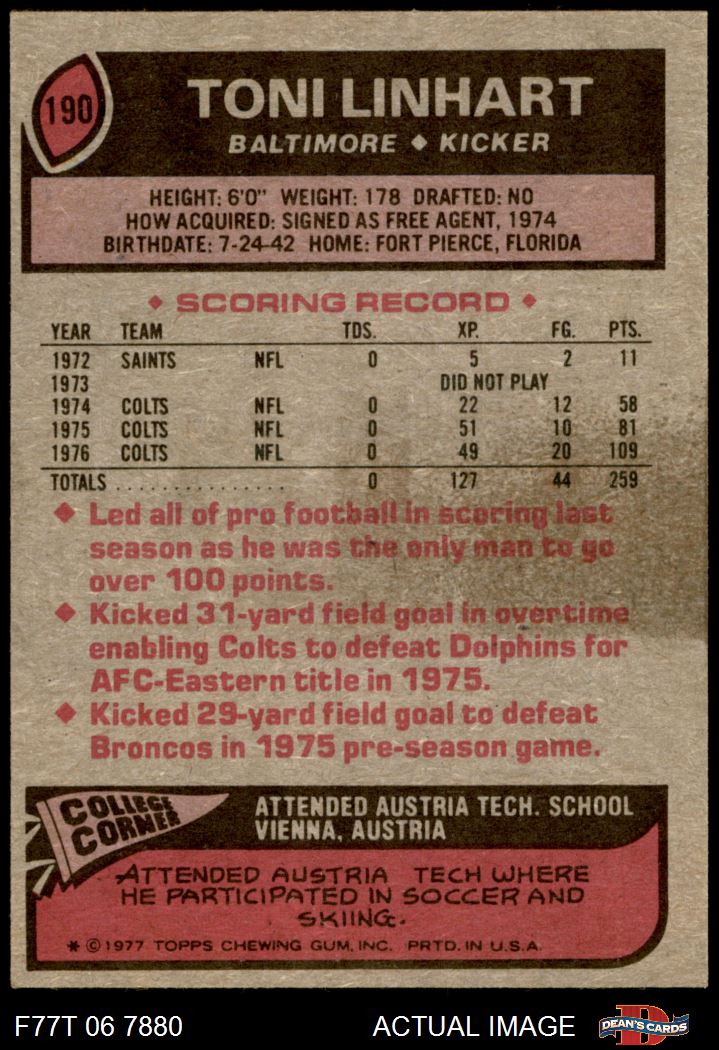 190
TONI LINHART
BALTIMORE ♦ KICKER
HEIGHT: 6'0" WEIGHT: 178 DRAFTED: NO
HOW ACQUIRED: SIGNED AS FREE AGENT, 1974
BIRTHDATE: 7-24-42 HOME: FORT PIERCE, FLORIDA
♦ SCORING RECORD ♦
YEAR TEAM TDS. XP. FG. PTS.
1972 SAINTS NFL 0 5 2 11
1973 DID NOT PLAY
1974 COLTS NFL 0 22 12 58
1975 COLTS NFL 0 51 10 81
1976 COLTS NFL 0 49 20 109
TOTALS ................ 0 127 44 259
♦ Led all of pro football in scoring last
season as he was the only man to go
over 100 points.
♦ Kicked 31-yard field goal in overtime
enabling Colts to defeat Dolphins for
AFC-Eastern title in 1975.
♦ Kicked 29-yard field goal to defeat
Broncos in 1975 pre-season game.
COLLEGE
CORNER
ATTENDED AUSTRIA TECH. SCHOOL
VIENNA, AUSTRIA
ATTENDED AUSTRIA TECH WHERE
HE PARTICIPATED IN SOCCER AND
SKIING.
* © 1977 TOPPS CHEWING GUM, INC. PRTD. IN U.S.A.
F77T 06 7880 ACTUAL IMAGE D DEAN'S CARDS